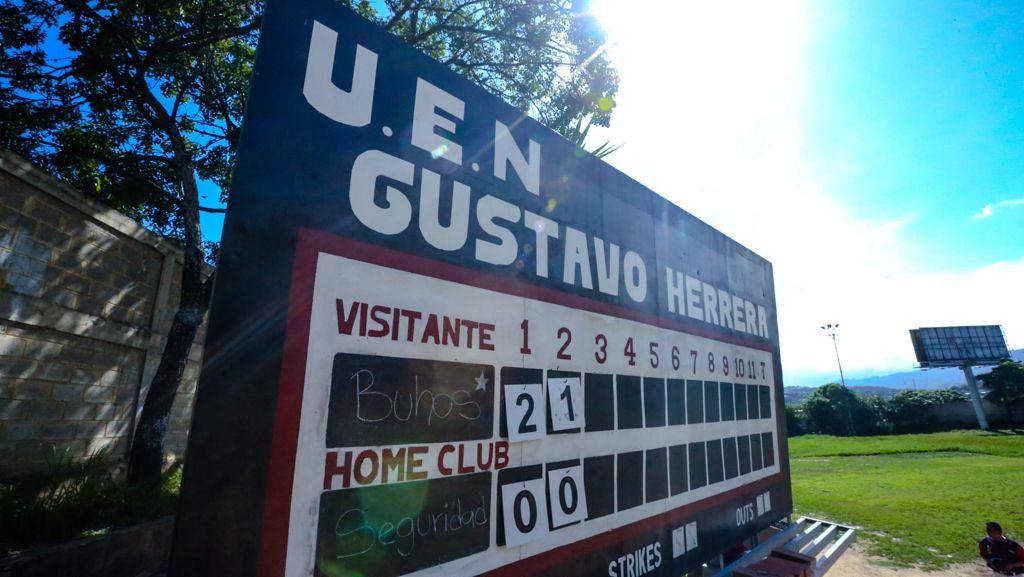 U.E.N
GUSTAVO HERRERA
VISITANTE 1 2 3 4 5 6 7 8 9 10 11 T
Buhos 2 1
HOME CLUB
Seguridad 0 0
STRIKES OUTS